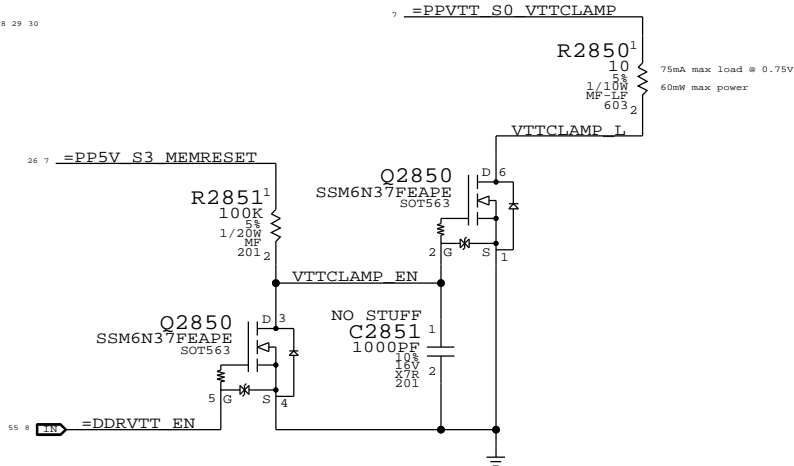 8 29 30
7 =PPVTT_S0_VTTCLAMP
R2850
1
10
5%
1/10W
MF-LF
603
2
75mA max load @ 0.75V
60mW max power
VTTCLAMP_L
26 7 =PP5V_S3_MEMRESET
Q2850
SSM6N37FEAPE
SOT563
D 6
2 G S 1
R2851
1
100K
5%
1/20W
MF
201
2
VTTCLAMP_EN
Q2850
SSM6N37FEAPE
SOT563
D 3
5 G S 4
NO STUFF
C2851
1
1000PF
10%
16V
X7R
201
2
55 8 IN =DDRVTT_EN